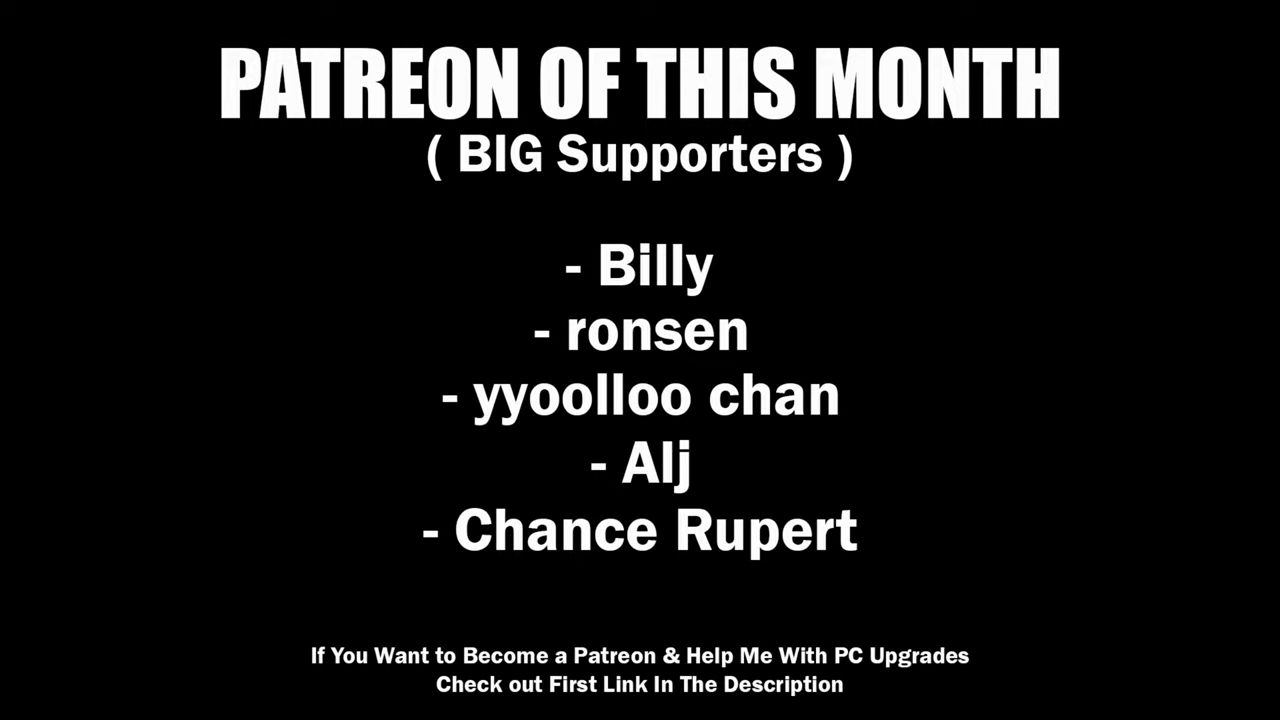 PATREON OF THIS MONTH
( BIG Supporters )
- Billy
- ronsen
- yyoolloo chan
- Alj
- Chance Rupert
If You Want to Become a Patreon & Help Me With PC Upgrades
Check out First Link In The Description